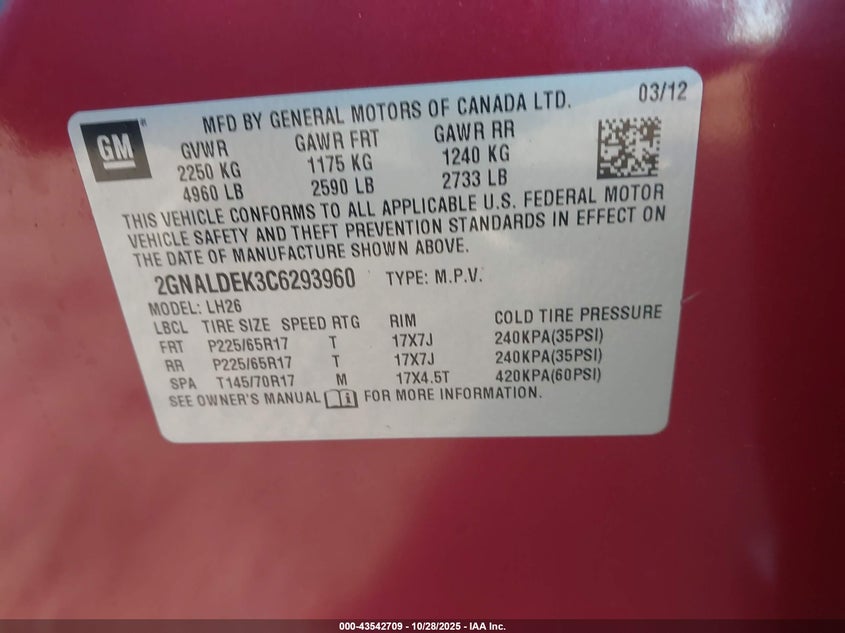 GM
®
MFD BY GENERAL MOTORS OF CANADA LTD. 03/12
GVWR GAWR FRT GAWR RR
2250 KG 1175 KG 1240 KG
4960 LB 2590 LB 2733 LB
THIS VEHICLE CONFORMS TO ALL APPLICABLE U.S. FEDERAL MOTOR
VEHICLE SAFETY AND THEFT PREVENTION STANDARDS IN EFFECT ON
THE DATE OF MANUFACTURE SHOWN ABOVE.
2GNALDEK3C6293960 TYPE: M.P.V.
MODEL: LH26
LBCL TIRE SIZE SPEED RTG RIM COLD TIRE PRESSURE
FRT P225/65R17 T 17X7J 240KPA(35PSI)
RR P225/65R17 T 17X7J 240KPA(35PSI)
SPA T145/70R17 M 17X4.5T 420KPA(60PSI)
SEE OWNER'S MANUAL FOR MORE INFORMATION.
000-43542709 - 10/28/2025 - IAA Inc.